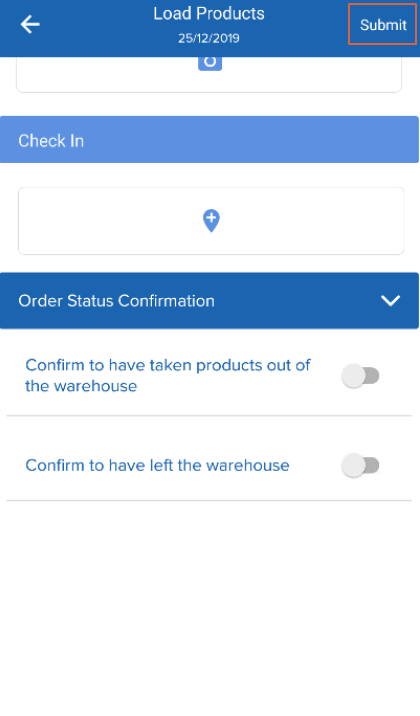 Load Products
25/12/2019
Submit
Check In
Order Status Confirmation
Confirm to have taken products out of
the warehouse
Confirm to have left the warehouse